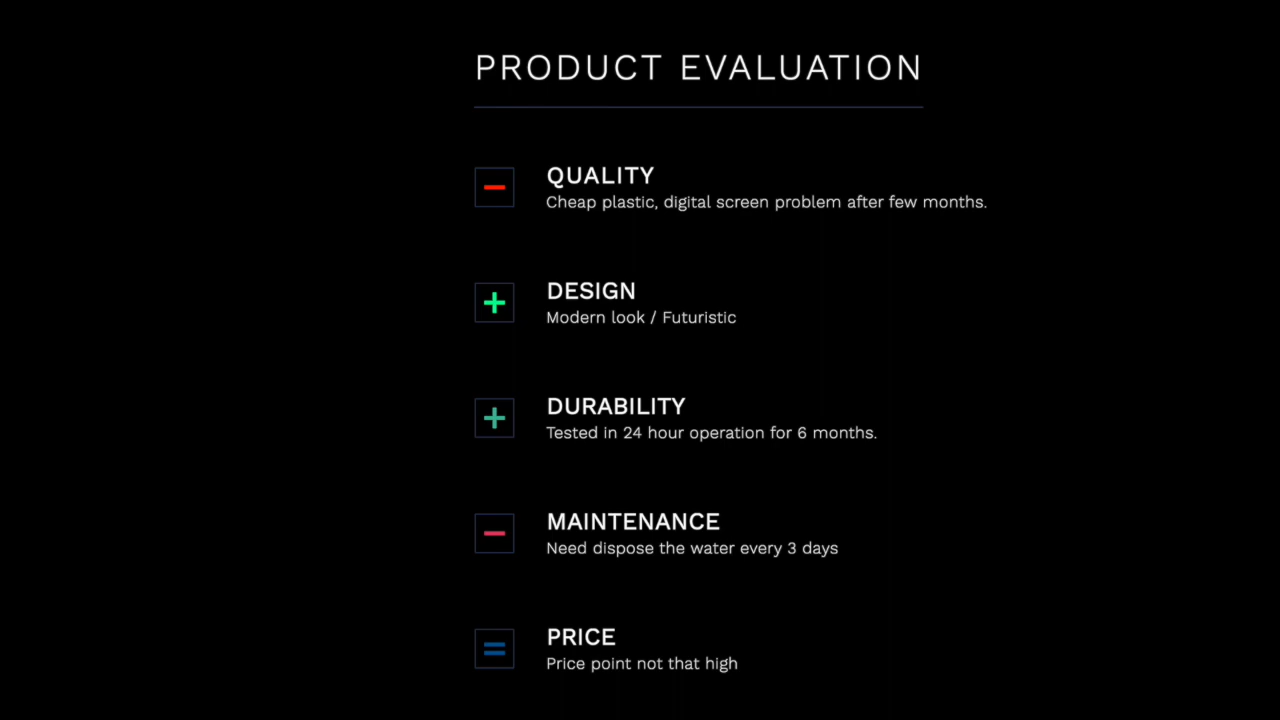 PRODUCT EVALUATION
QUALITY
Cheap plastic, digital screen problem after few months.
DESIGN
Modern look / Futuristic
DURABILITY
Tested in 24 hour operation for 6 months.
MAINTENANCE
Need dispose the water every 3 days
PRICE
Price point not that high